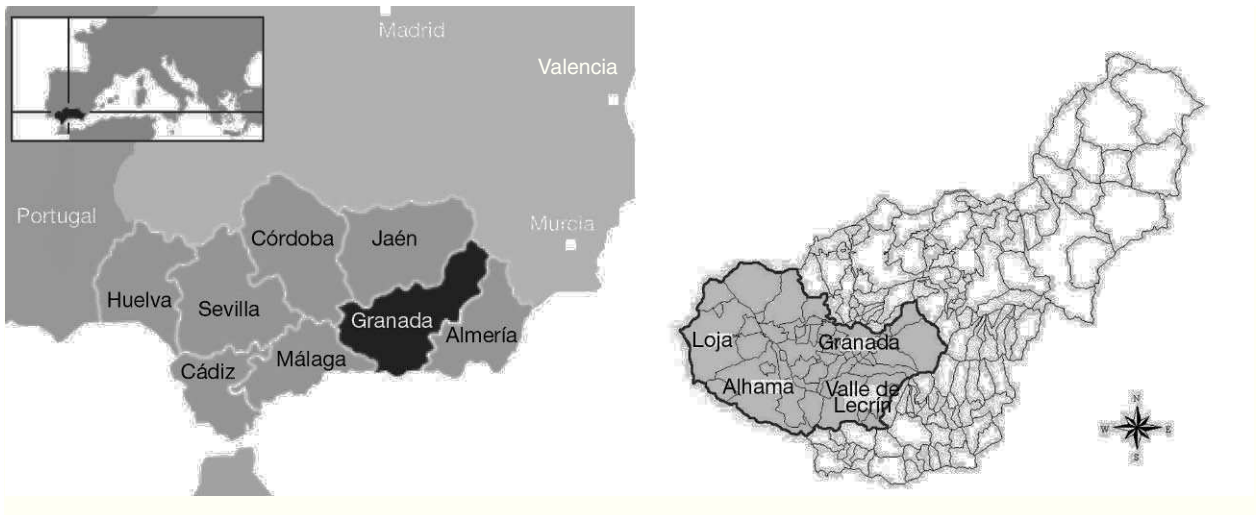 Madrid
Valencia
Portugal
Murcia
Córdoba
Jaén
Huelva
Sevilla
Granada
Almería
Málaga
Cádiz
Loja
Granada
Alhama
Valle de
Lecrín
N
W
E
S